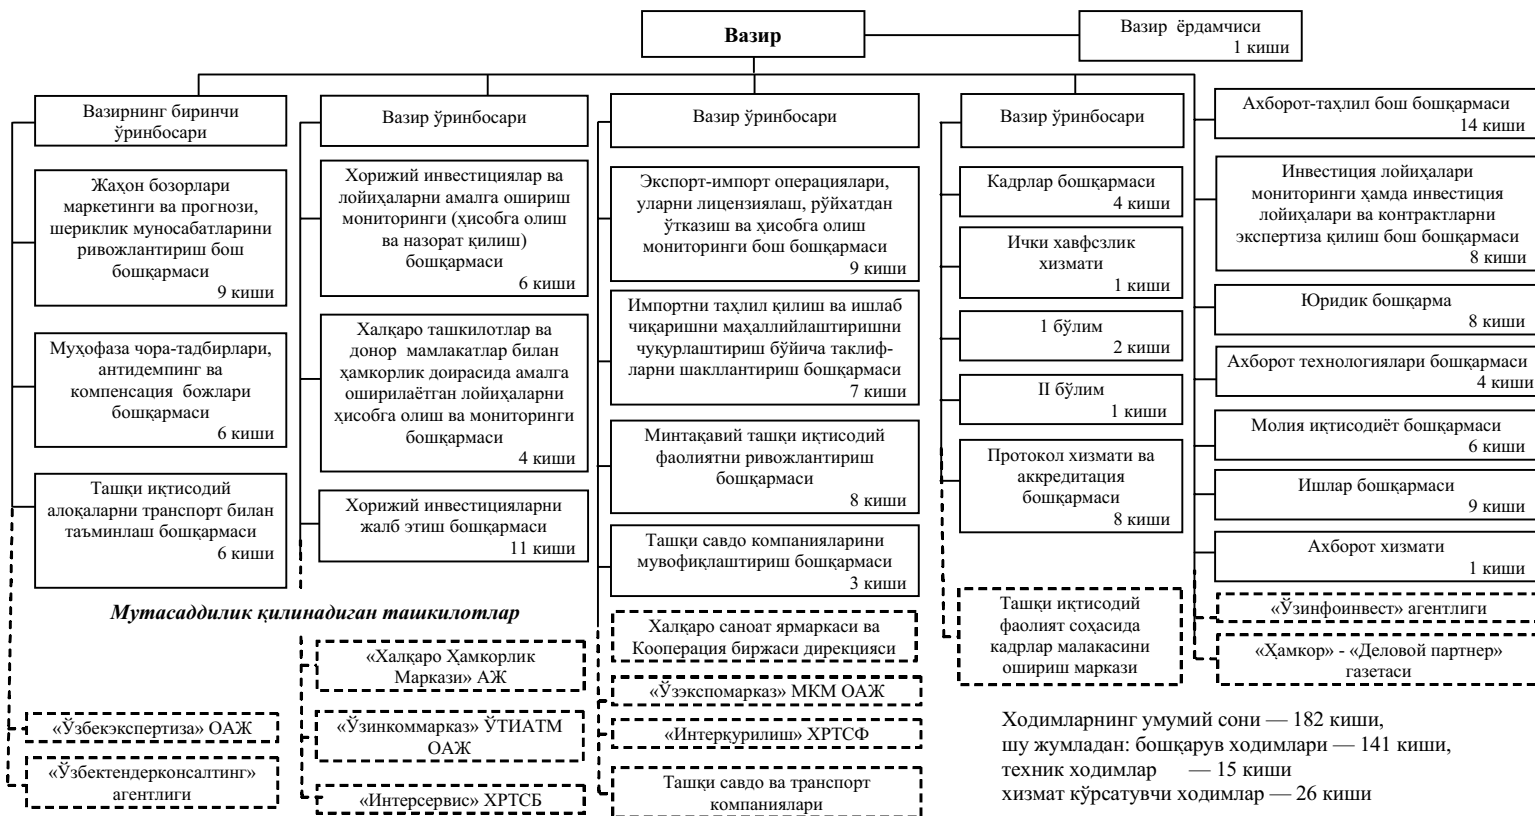 Вазир
Вазир ёрдамчиси
1 киши
Вазирнинг биринчи
ўринбосари
Жаҳон бозорлари
маркетинги ва прогнози,
шериклик муносабатларини
ривожлантириш бош
бошқармаси
9 киши
Муҳофаза чора-тадбирлари,
антидемпинг ва
компенсация божлари
бошқармаси
6 киши
Ташқи иқтисодий
алоқаларни транспорт билан
таъминлаш бошқармаси
6 киши
Вазир ўринбосари
Хорижий инвестициялар ва
лойиҳаларни амалга ошириш
мониторинги (ҳисобга олиш
ва назорат қилиш)
бошқармаси
6 киши
Халқаро ташкилотлар ва
донор мамлакатлар билан
ҳамкорлик доирасида амалга
оширилаётган лойиҳаларни
ҳисобга олиш ва мониторинги
бошқармаси
4 киши
Хорижий инвестицияларни
жалб этиш бошқармаси
11 киши
Вазир ўринбосари
Экспорт-импорт операциялари,
уларни лицензиялаш, рўйхатдан
ўтказиш ва ҳисобга олиш
мониторинги бош бошқармаси
9 киши
Импортни таҳлил қилиш ва ишлаб
чиқаришни маҳаллийлаштиришни
чуқурлаштириш бўйича таклиф-
ларни шакллантириш бошқармаси
7 киши
Минтақавий ташқи иқтисодий
фаолиятни ривожлантириш
бошқармаси
8 киши
Ташқи савдо компанияларини
мувофиқлаштириш бошқармаси
3 киши
Вазир ўринбосари
Кадрлар бошқармаси
4 киши
Ички хавфсзлик
хизмати
1 киши
1 бўлим
2 киши
II бўлим
1 киши
Протокол хизмати ва
аккредитация
бошқармаси
8 киши
Ахборот-таҳлил бош бошқармаси
14 киши
Инвестиция лойиҳалари
мониторинги ҳамда инвестиция
лойиҳалари ва контрактларни
экспертиза қилиш бош бошқармаси
8 киши
Юридик бошқарма
8 киши
Ахборот технологиялари бошқармаси
4 киши
Молия иқтисодиёт бошқармаси
6 киши
Ишлар бошқармаси
9 киши
Ахборот хизмати
1 киши
Мутасаддилик қилинадиган ташкилотлар
«Ўзбекэкспертиза» ОАЖ
«Ўзбектендерконсалтинг»
агентлиги
«Халқаро Ҳамкорлик
Маркази» АЖ
«Ўзинкоммарказ» ЎТИАТМ
ОАЖ
«Интерсервис» ХРТСБ
Халқаро саноат ярмаркаси ва
Кооперация биржаси дирекцияси
«Ўзэкспомарказ» МКМ ОАЖ
«Интерқурилиш» ХРТСФ
Ташқи савдо ва транспорт
компаниялари
Ташқи иқтисодий
фаолият соҳасида
кадрлар малакасини
ошириш маркази
«Ўзинфоинвест» агентлиги
«Ҳамкор» - «Деловой партнер»
газетаси
Ходимларнинг умумий сони — 182 киши,
шу жумладан: бошқарув ходимлари — 141 киши,
техник ходимлар — 15 киши
хизмат кўрсатувчи ходимлар — 26 киши